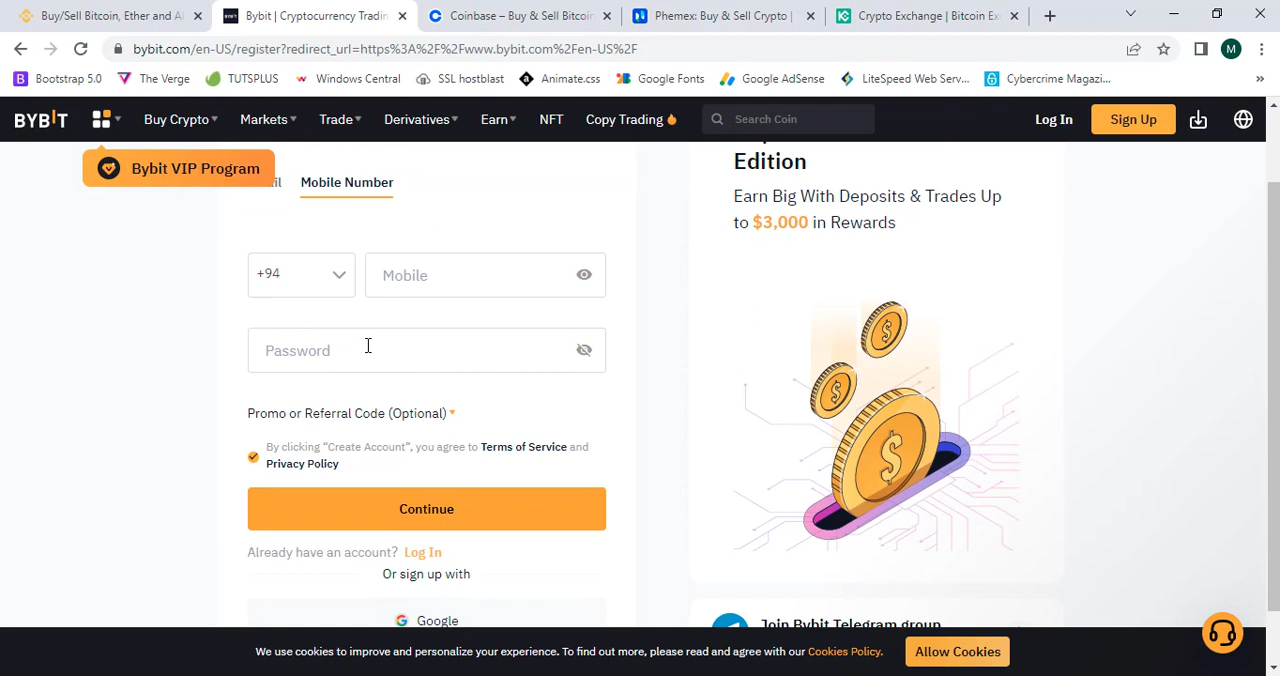 Buy/Sell Bitcoin, Ether and Al
Bybit | Cryptocurrency Tradin
Coinbase – Buy & Sell Bitcoin
Phemex: Buy & Sell Crypto |
Crypto Exchange | Bitcoin Ex
bybit.com/en-US/register?redirect_url=https%3A%2F%2Fwww.bybit.com%2Fen-US%2F
M
Bootstrap 5.0
The Verge
TUTSPLUS
Windows Central
SSL hostblast
Animate.css
Google Fonts
Google AdSense
LiteSpeed Web Serv...
Cybercrime Magazi...
BYBIT
Buy Crypto
Markets
Trade
Derivatives
Earn
NFT
Copy Trading
Search Coin
Log In
Sign Up
Bybit VIP Program
Mobile Number
+94
Mobile
Password
Promo or Referral Code (Optional)
By clicking “Create Account”, you agree to Terms of Service and
Privacy Policy
Continue
Already have an account? Log In
Or sign up with
Google
Edition
Earn Big With Deposits & Trades Up
to $3,000 in Rewards
Join Bybit Telegram group
We use cookies to improve and personalize your experience. To find out more, please read and agree with our Cookies Policy.
Allow Cookies